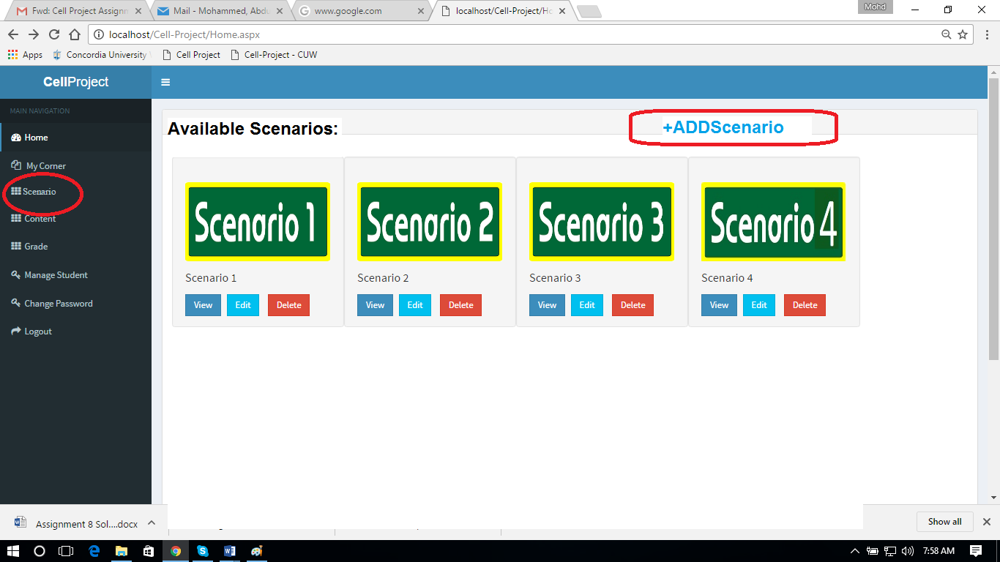 Fwd: Cell Project Assignm
Mail - Mohammed, Abdu
www.google.com
localhost/Cell-Project/Ho
Mohd
localhost/Cell-Project/Home.aspx
Apps
Concordia University
Cell Project
Cell-Project - CUW
CellProject
MAIN NAVIGATION
Home
My Corner
Scenario
Content
Grade
Manage Student
Change Password
Logout
Available Scenarios:
+ADDScenario
Scenario 1
Scenario 2
Scenario 3
Scenario 4
Scenario 1
Scenario 2
Scenario 3
Scenario 4
View Edit Delete
View Edit Delete
View Edit Delete
View Edit Delete
Assignment 8 Sol....docx
Show all
7:58 AM